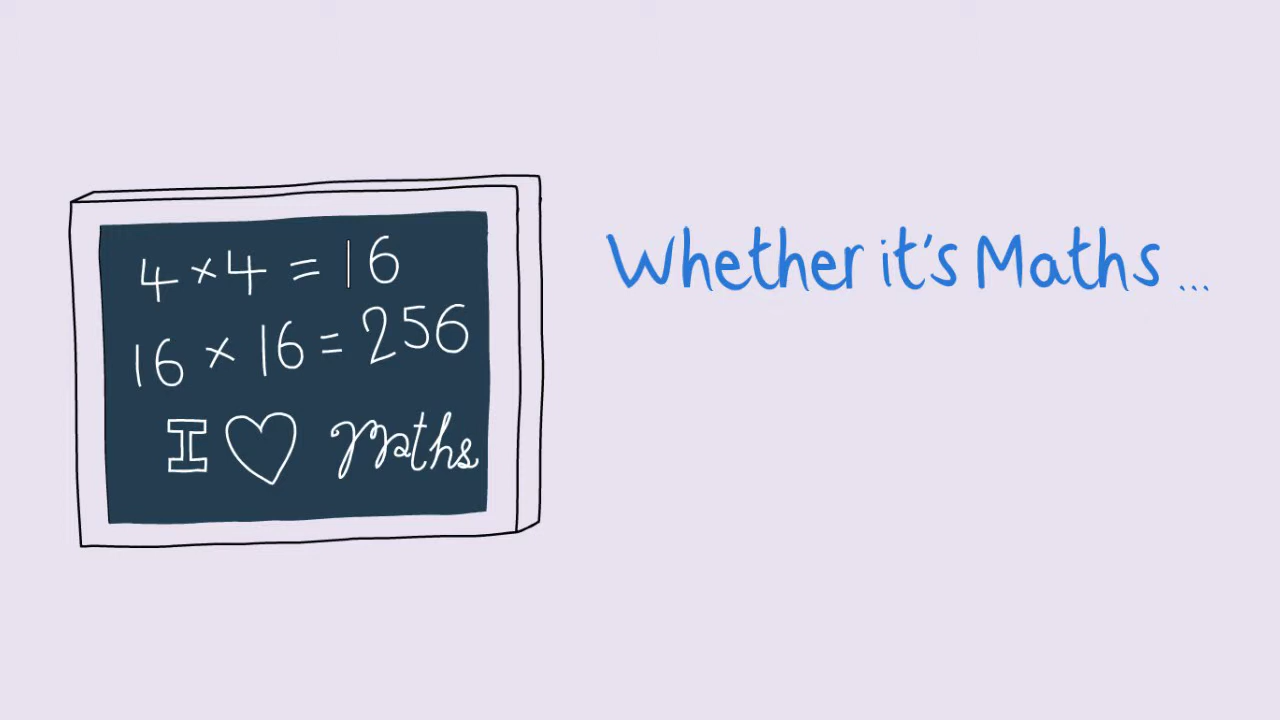 4 × 4 = 16
16 × 16 = 256
I ♡ Maths
Whether it's Maths ...